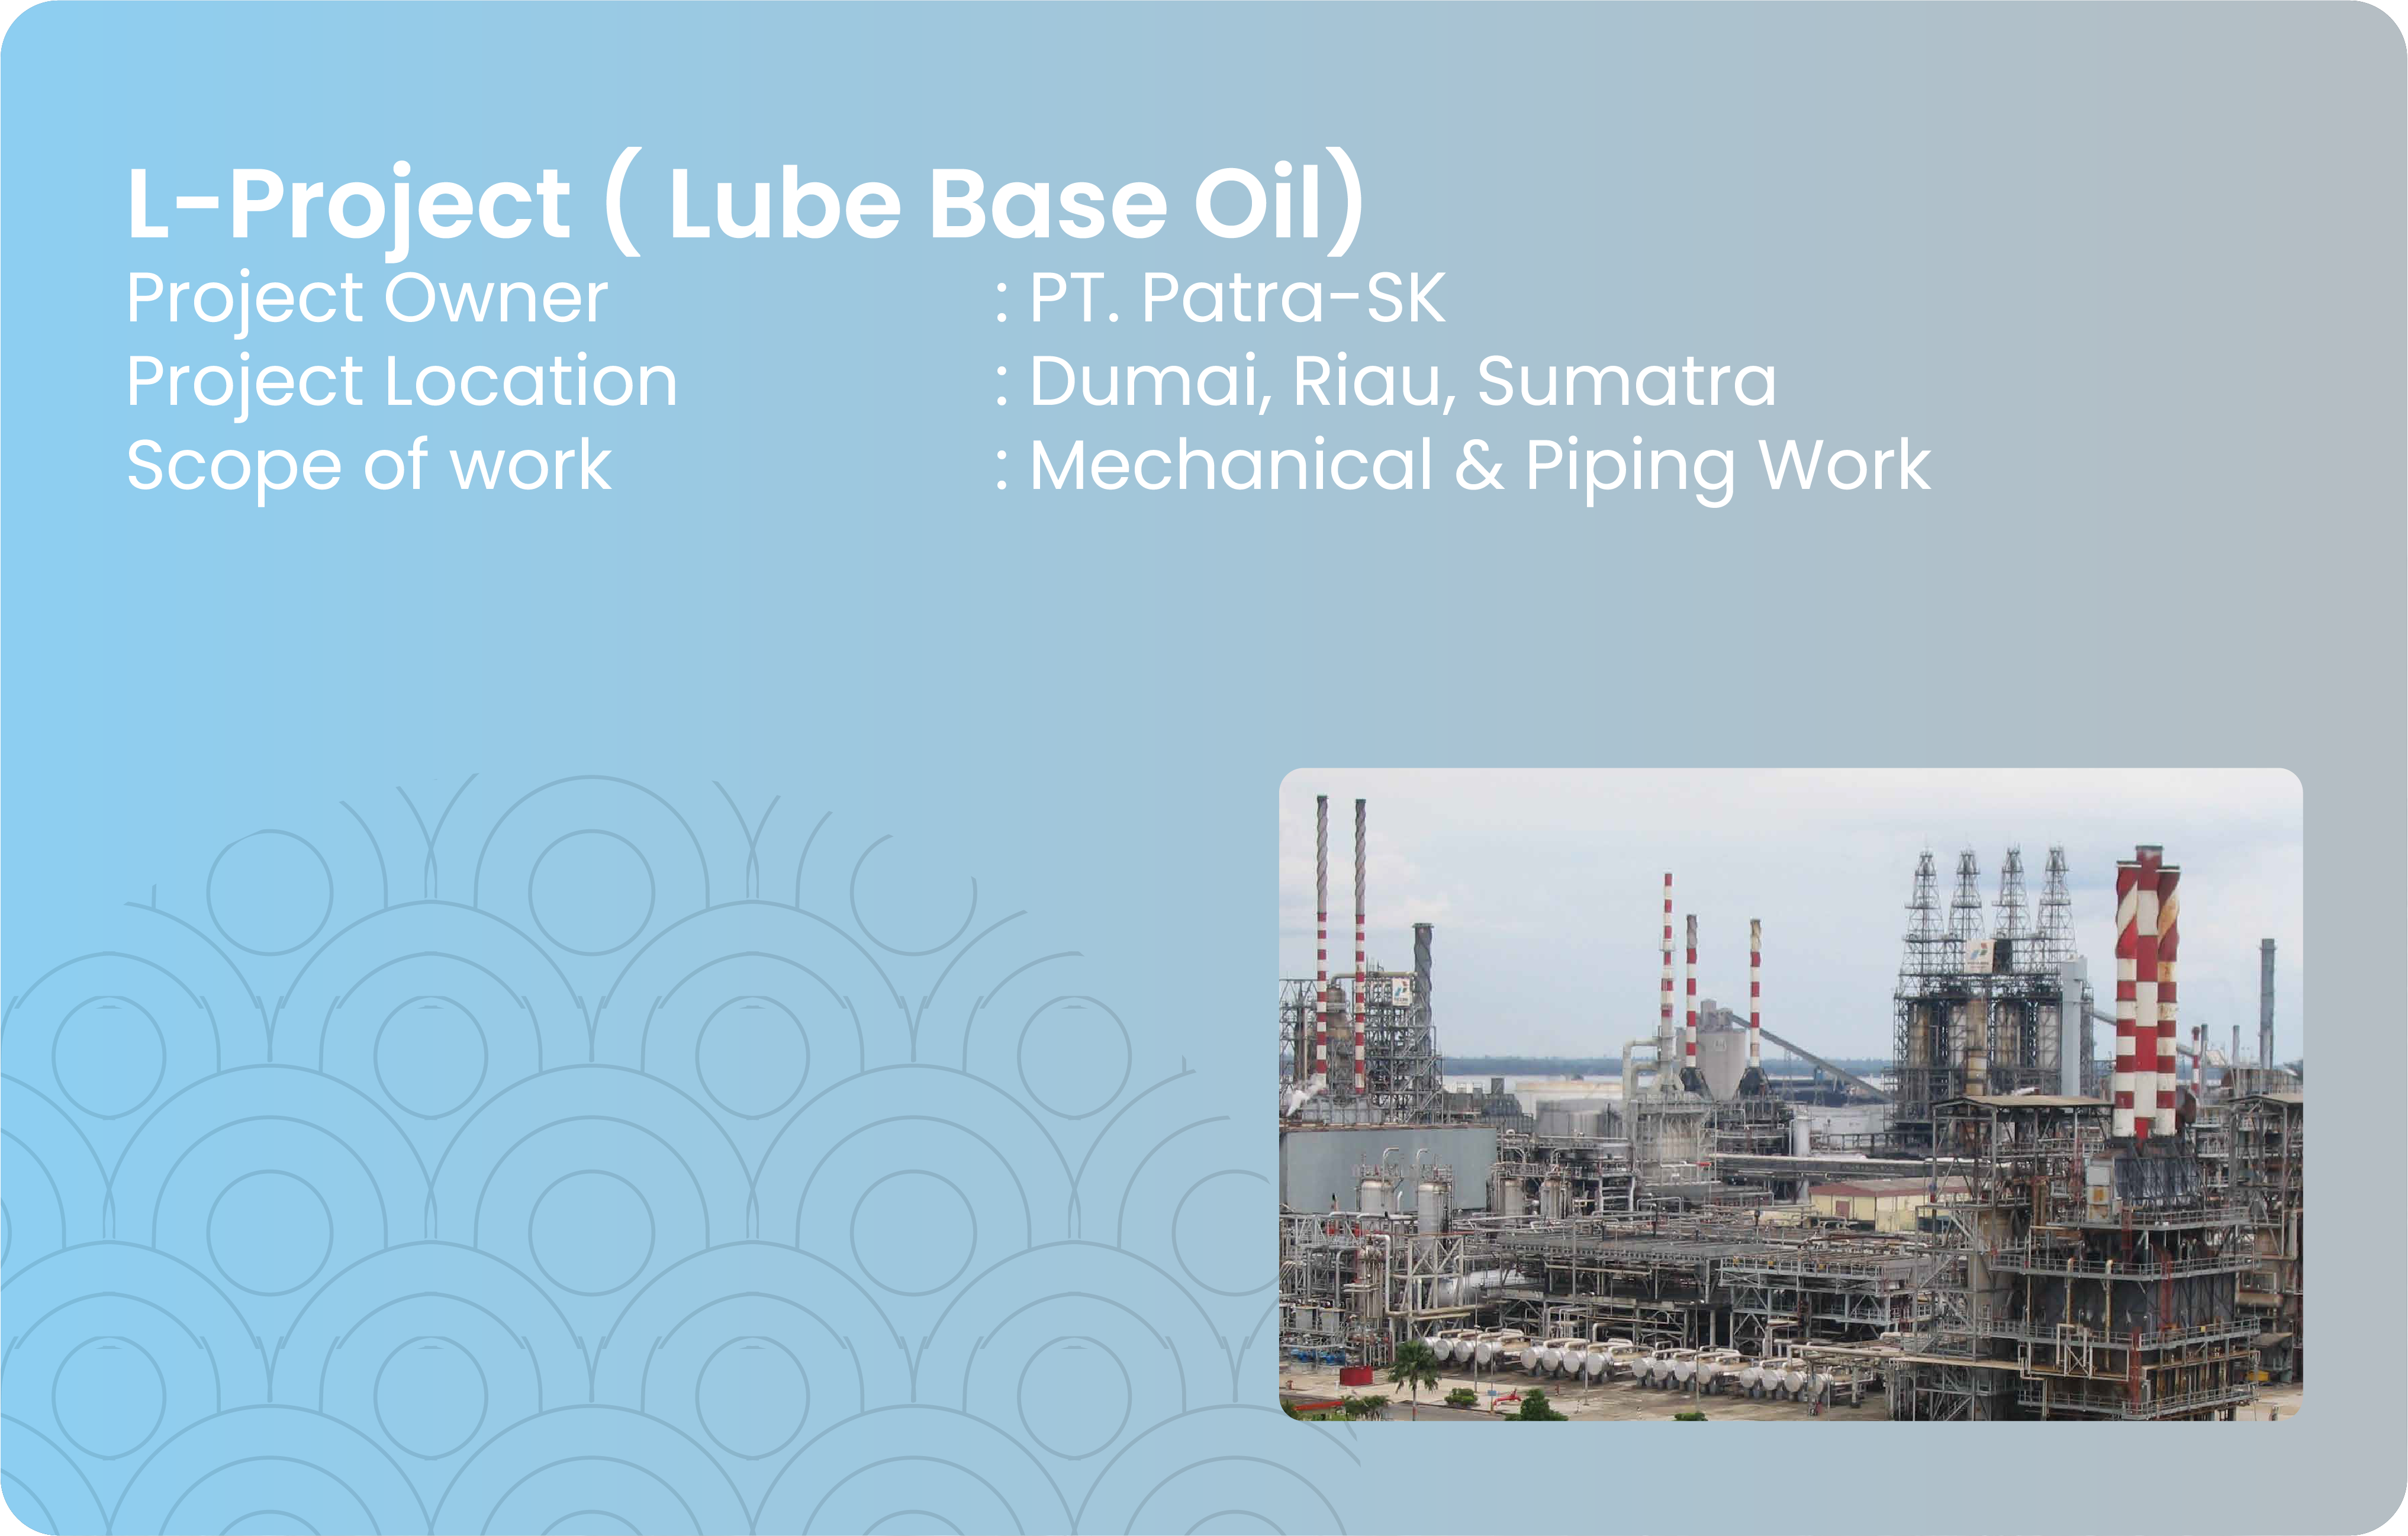 L-Project ( Lube Base Oil)
Project Owner : PT. Patra-SK
Project Location : Dumai, Riau, Sumatra
Scope of work : Mechanical & Piping Work